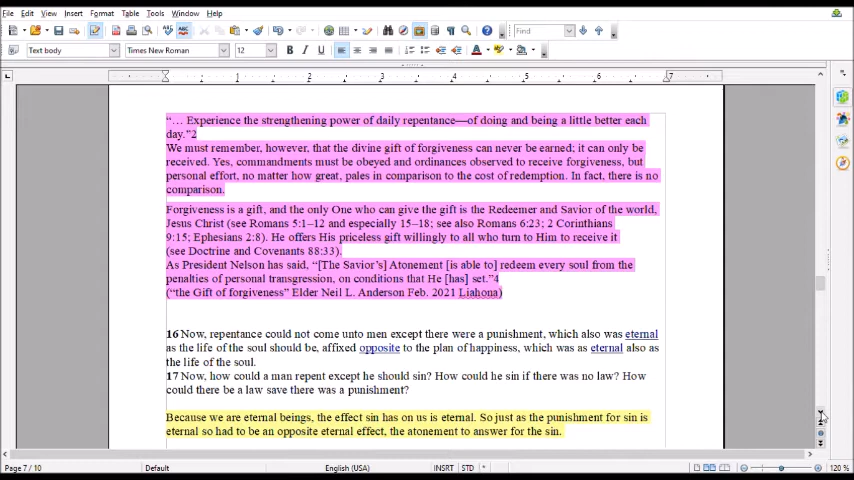 File Edit View Insert Format Table Tools Window Help
Find
Text body Times New Roman 12
1 2 3 4 5 6 7
“… Experience the strengthening power of daily repentance—of doing and being a little better each
day.”2
We must remember, however, that the divine gift of forgiveness can never be earned; it can only be
received. Yes, commandments must be obeyed and ordinances observed to receive forgiveness, but
personal effort, no matter how great, pales in comparison to the cost of redemption. In fact, there is no
comparison.
Forgiveness is a gift, and the only One who can give the gift is the Redeemer and Savior of the world,
Jesus Christ (see Romans 5:1–12 and especially 15–18; see also Romans 6:23; 2 Corinthians
9:15; Ephesians 2:8). He offers His priceless gift willingly to all who turn to Him to receive it
(see Doctrine and Covenants 88:33).
As President Nelson has said, “[The Savior’s] Atonement [is able to] redeem every soul from the
penalties of personal transgression, on conditions that He [has] set.”4
(“the Gift of forgiveness” Elder Neil L. Anderson Feb. 2021 Liahona)
16 Now, repentance could not come unto men except there were a punishment, which also was eternal
as the life of the soul should be, affixed opposite to the plan of happiness, which was as eternal also as
the life of the soul.
17 Now, how could a man repent except he should sin? How could he sin if there was no law? How
could there be a law save there was a punishment?
Because we are eternal beings, the effect sin has on us is eternal. So just as the punishment for sin is
eternal so had to be an opposite eternal effect, the atonement to answer for the sin.
Page 7 / 10 Default English (USA) INSRT STD * 120 %